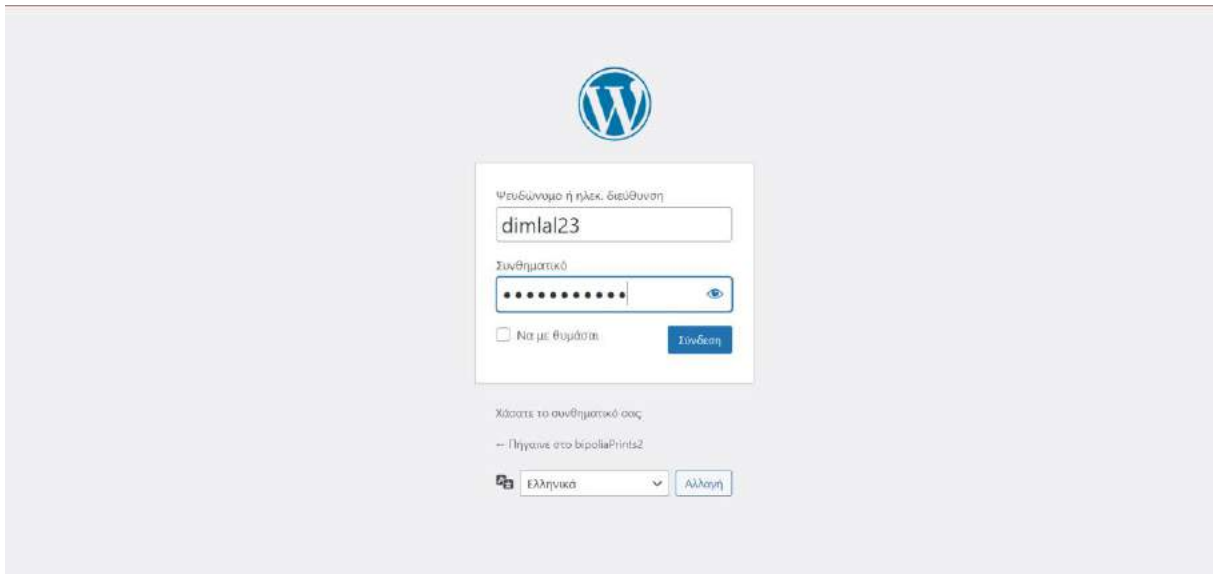 Ψευδώνυμο ή ηλεκ. διεύθυνση
dimlal23
Συνθηματικό
•••••••••••
Να με θυμάσαι
Σύνδεση
Χάσατε το συνθηματικό σας;
← Πήγαινε στο bipoliaPrints2
Ελληνικά
Αλλαγή